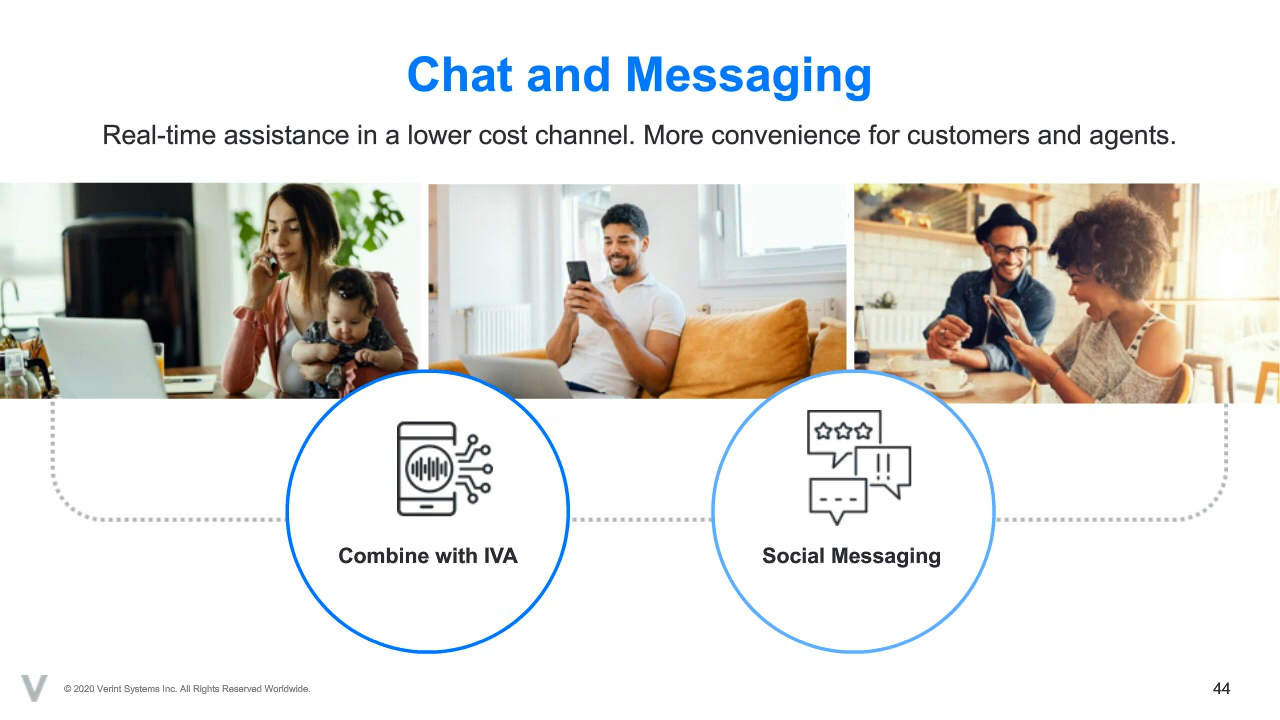 Chat and Messaging
Real-time assistance in a lower cost channel. More convenience for customers and agents.
Combine with IVA
Social Messaging
© 2020 Verint Systems Inc. All Rights Reserved Worldwide.
44